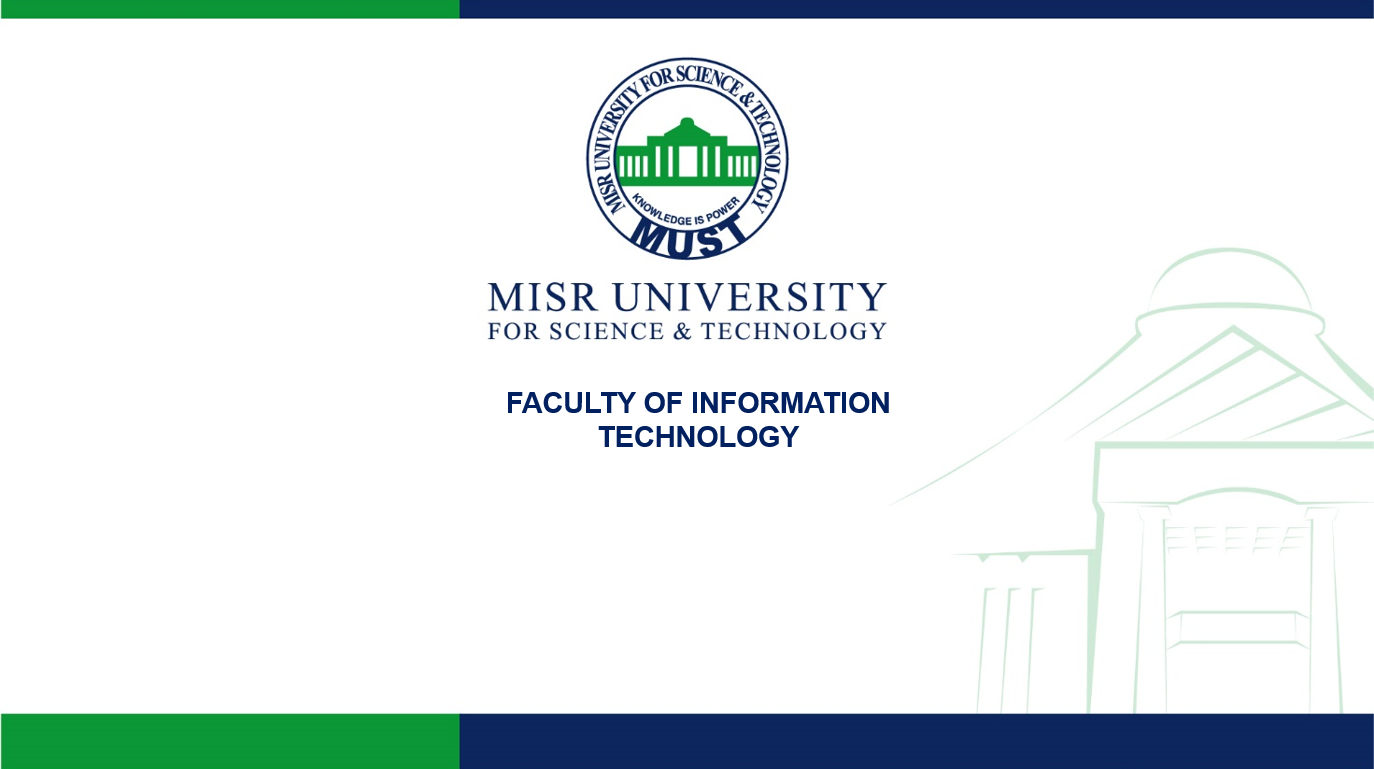 MISR UNIVERSITY FOR SCIENCE & TECHNOLOGY
KNOWLEDGE IS POWER
MUST
MISR UNIVERSITY
FOR SCIENCE & TECHNOLOGY
FACULTY OF INFORMATION
TECHNOLOGY